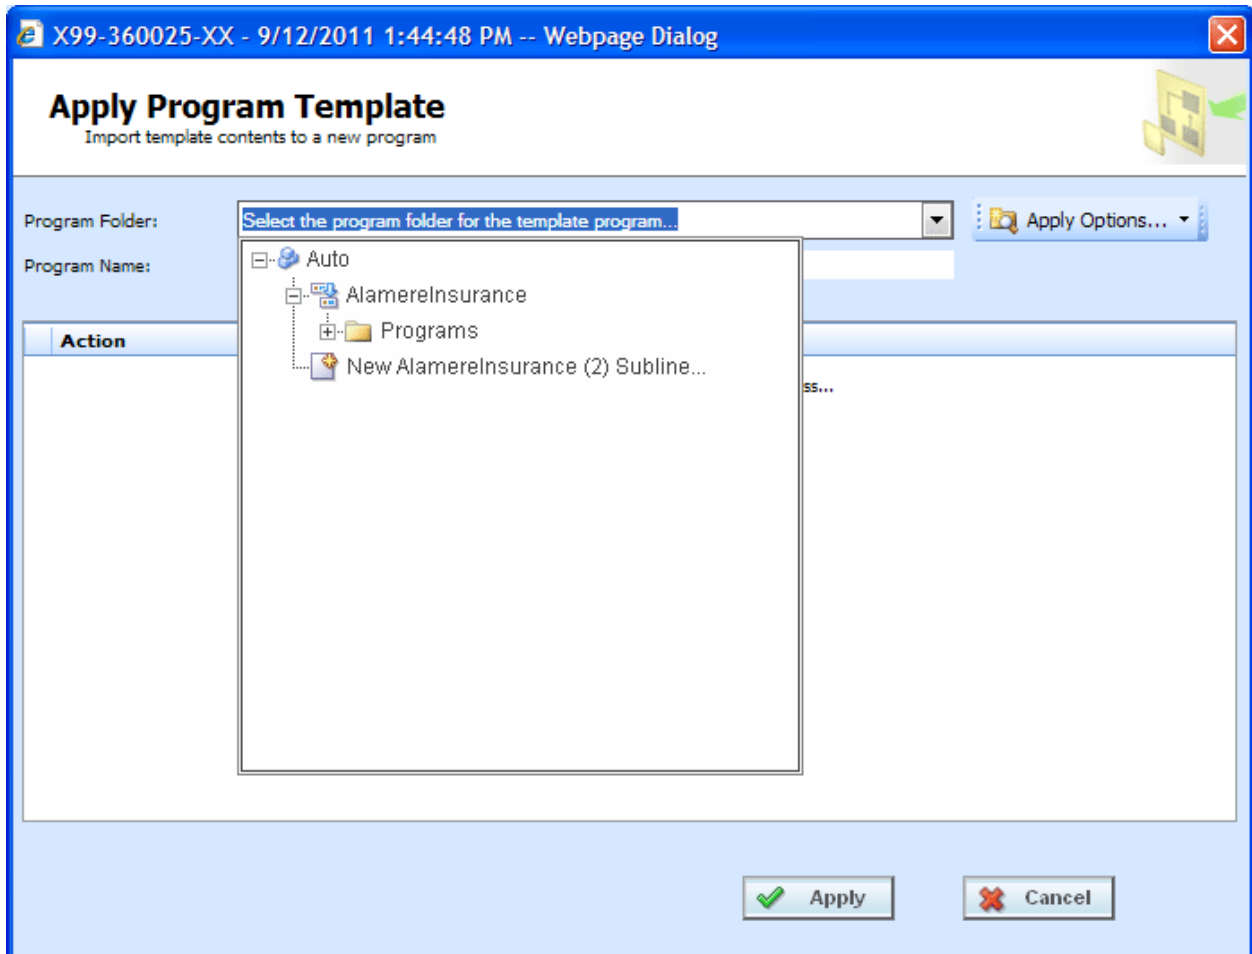 X99-360025-XX - 9/12/2011 1:44:48 PM -- Webpage Dialog
Apply Program Template
Import template contents to a new program
Program Folder:
Select the program folder for the template program...
Apply Options...
Program Name:
Auto
AlamereInsurance
Programs
New AlamereInsurance (2) Subline...
Action
ss...
Apply
Cancel